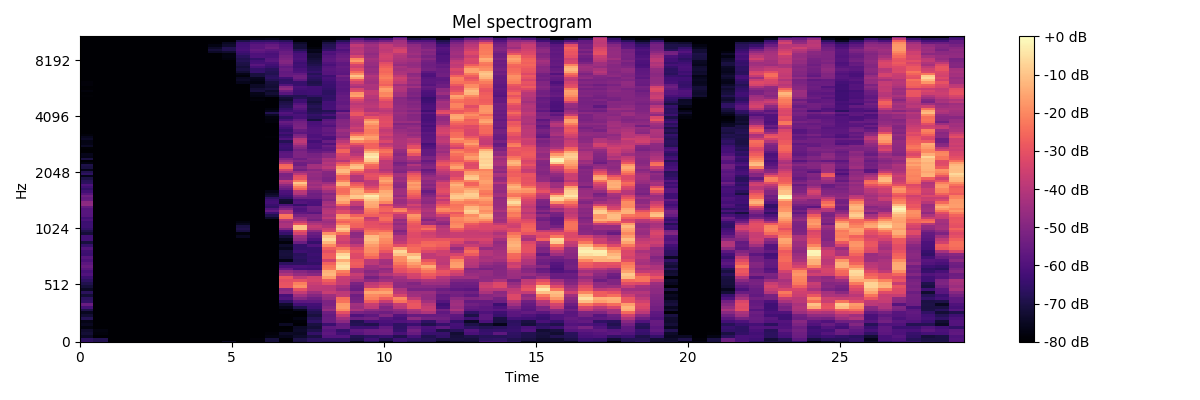 Mel spectrogram
Hz
8192
4096
2048
1024
512
0
0 5 10 15 20 25
Time
+0 dB
-10 dB
-20 dB
-30 dB
-40 dB
-50 dB
-60 dB
-70 dB
-80 dB